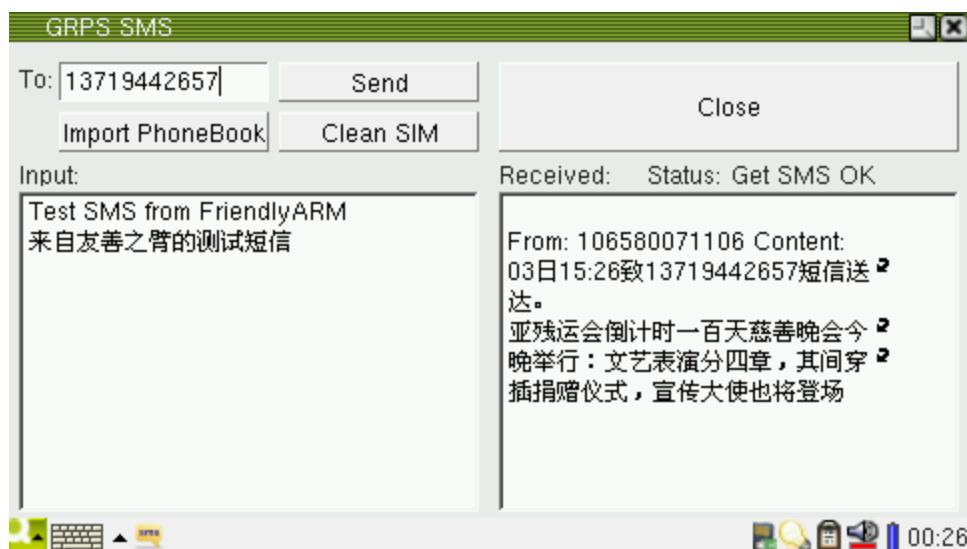 GRPS SMS
To: 13719442657
Send
Close
Import PhoneBook
Clean SIM
Input:
Received: Status: Get SMS OK
Test SMS from FriendlyARM
来自友善之臂的测试短信
From: 106580071106 Content:
03日15:26致13719442657短信送
达。
亚残运会倒计时一百天慈善晚会今
晚举行：文艺表演分四章，其间穿
插捐赠仪式，宣传大使也将登场
sms
00:26